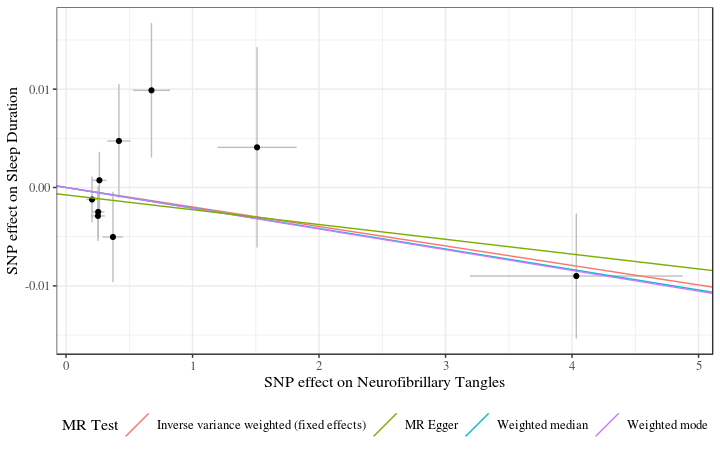 0.01
0.00
-0.01
SNP effect on Sleep Duration
0 1 2 3 4 5
SNP effect on Neurofibrillary Tangles
MR Test Inverse variance weighted (fixed effects) MR Egger Weighted median Weighted mode